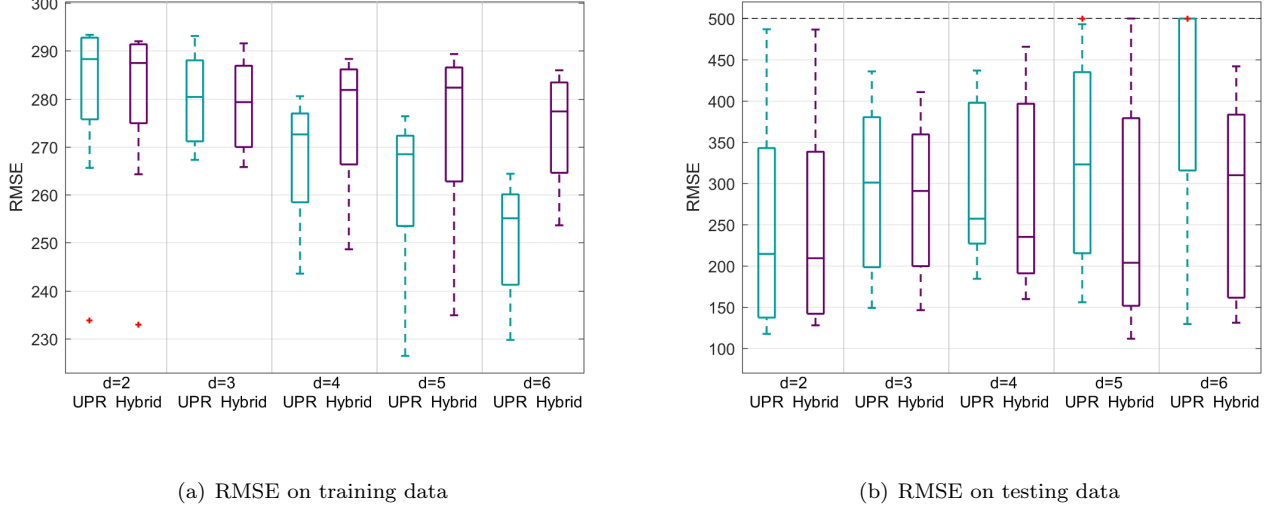 300
290
280
270
260
250
240
230
RMSE
d=2 d=3 d=4 d=5 d=6
UPR Hybrid UPR Hybrid UPR Hybrid UPR Hybrid UPR Hybrid
(a) RMSE on training data
500
450
400
350
300
250
200
150
100
RMSE
d=2 d=3 d=4 d=5 d=6
UPR Hybrid UPR Hybrid UPR Hybrid UPR Hybrid UPR Hybrid
(b) RMSE on testing data